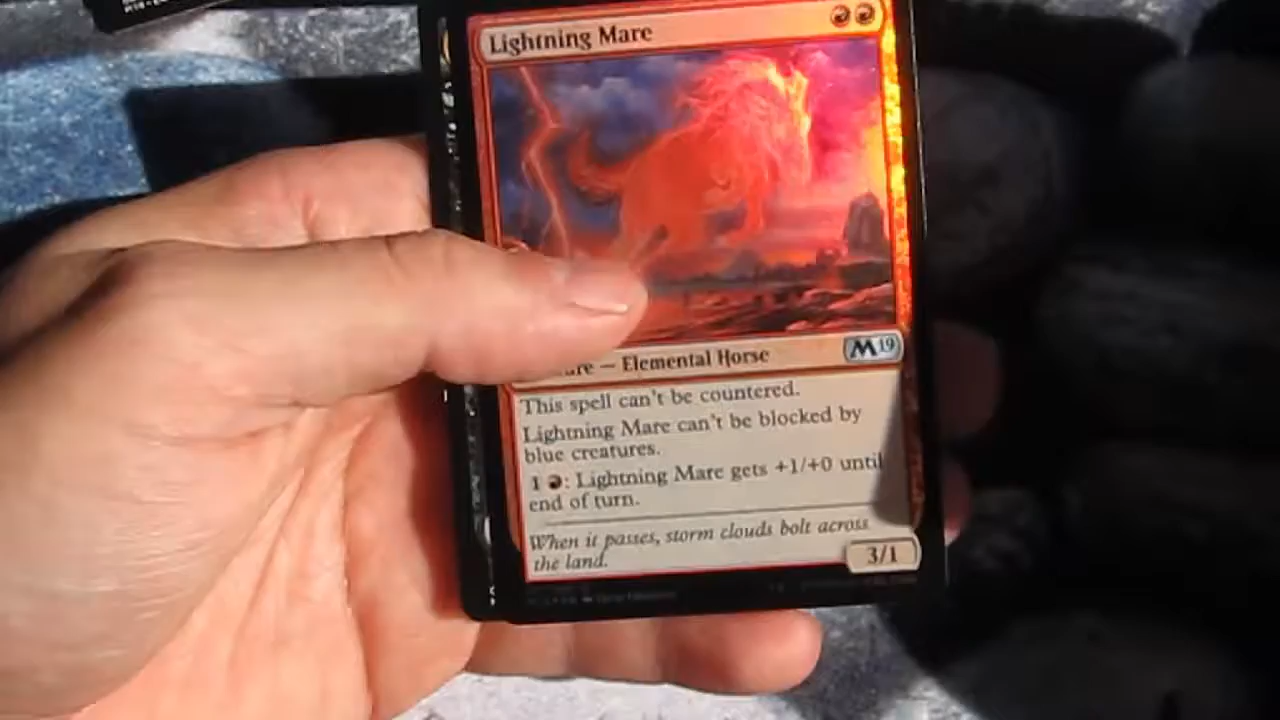 Lightning Mare
Elemental Horse
M19
This spell can't be countered.
Lightning Mare can't be blocked by
blue creatures.
1 : Lightning Mare gets +1/+0 until
end of turn.
When it passes, storm clouds bolt across
the land.
3/1